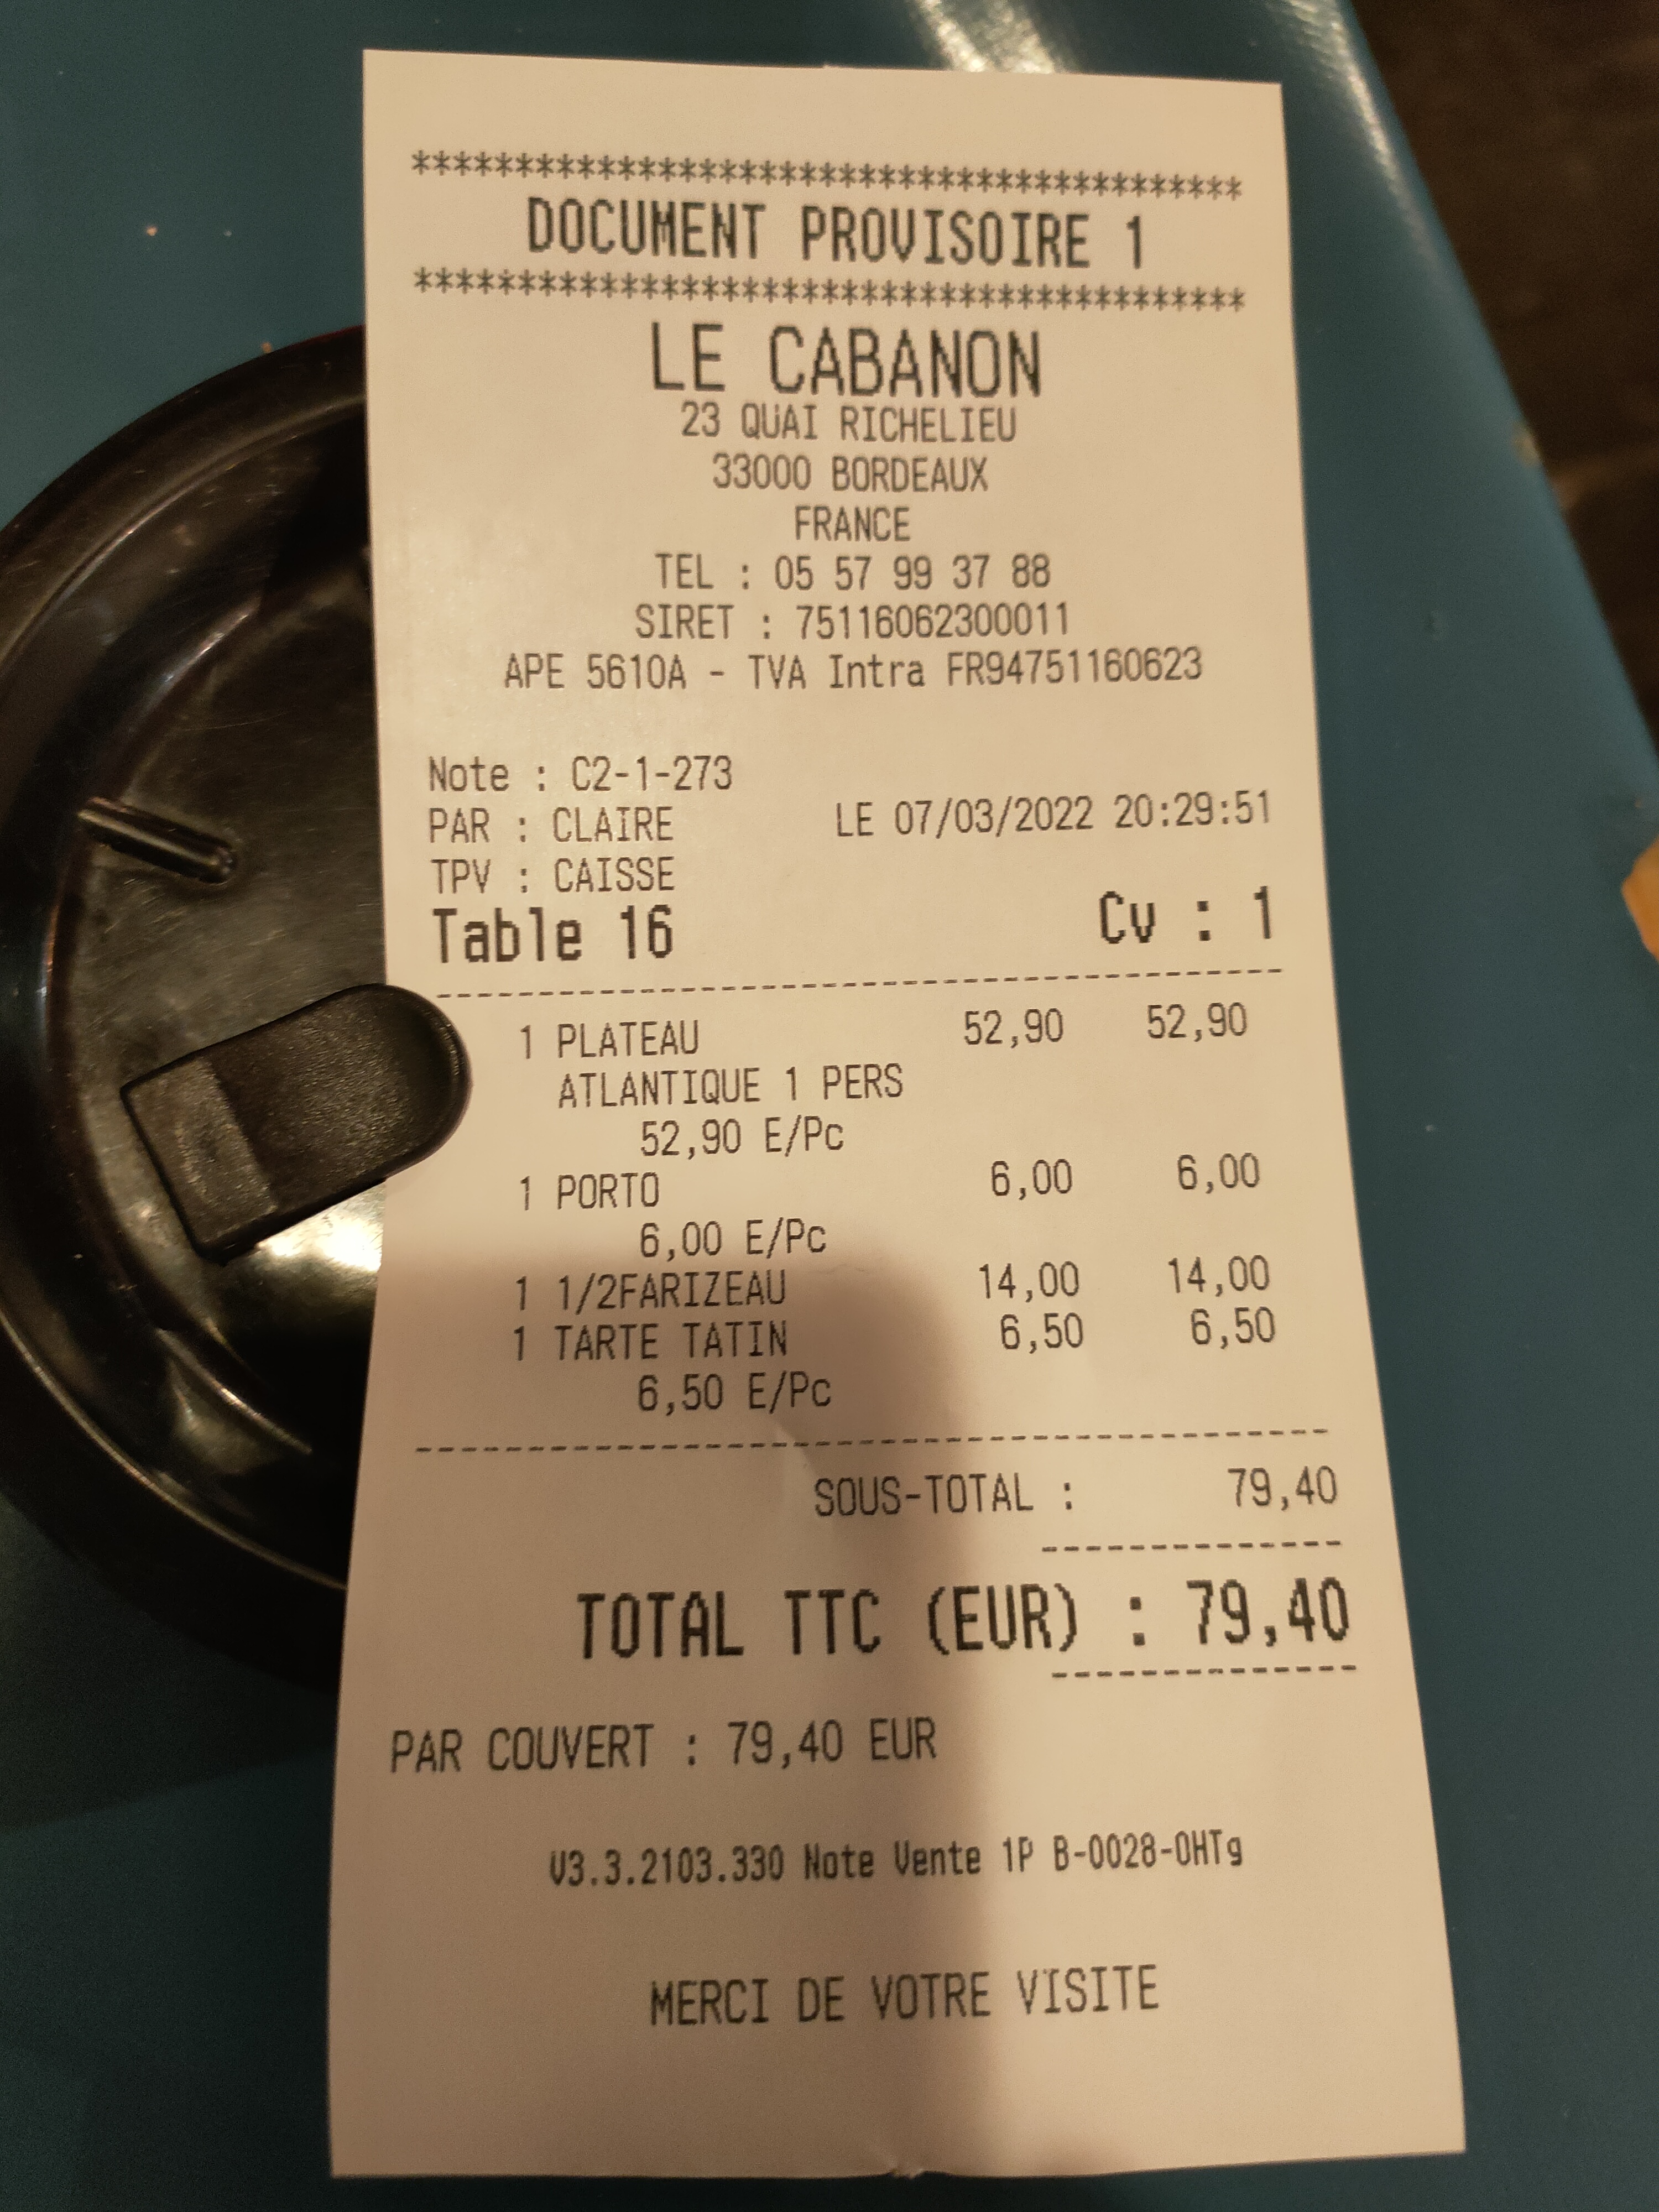 ****************************************
DOCUMENT PROVISOIRE 1
****************************************
LE CABANON
23 QUAI RICHELIEU
33000 BORDEAUX
FRANCE
TEL : 05 57 99 37 88
SIRET : 75116062300011
APE 5610A - TVA Intra FR94751160623
Note : C2-1-273
PAR : CLAIRE LE 07/03/2022 20:29:51
TPV : CAISSE
Table 16 Cv : 1
1 PLATEAU 52,90 52,90
ATLANTIQUE 1 PERS
52,90 E/Pc
1 PORTO 6,00 6,00
6,00 E/Pc
1 1/2FARIZEAU 14,00 14,00
1 TARTE TATIN 6,50 6,50
6,50 E/Pc
SOUS-TOTAL : 79,40
TOTAL TTC (EUR) : 79,40
PAR COUVERT : 79,40 EUR
V3.3.2103.330 Note Vente 1P B-0028-OHTg
MERCI DE VOTRE VISITE